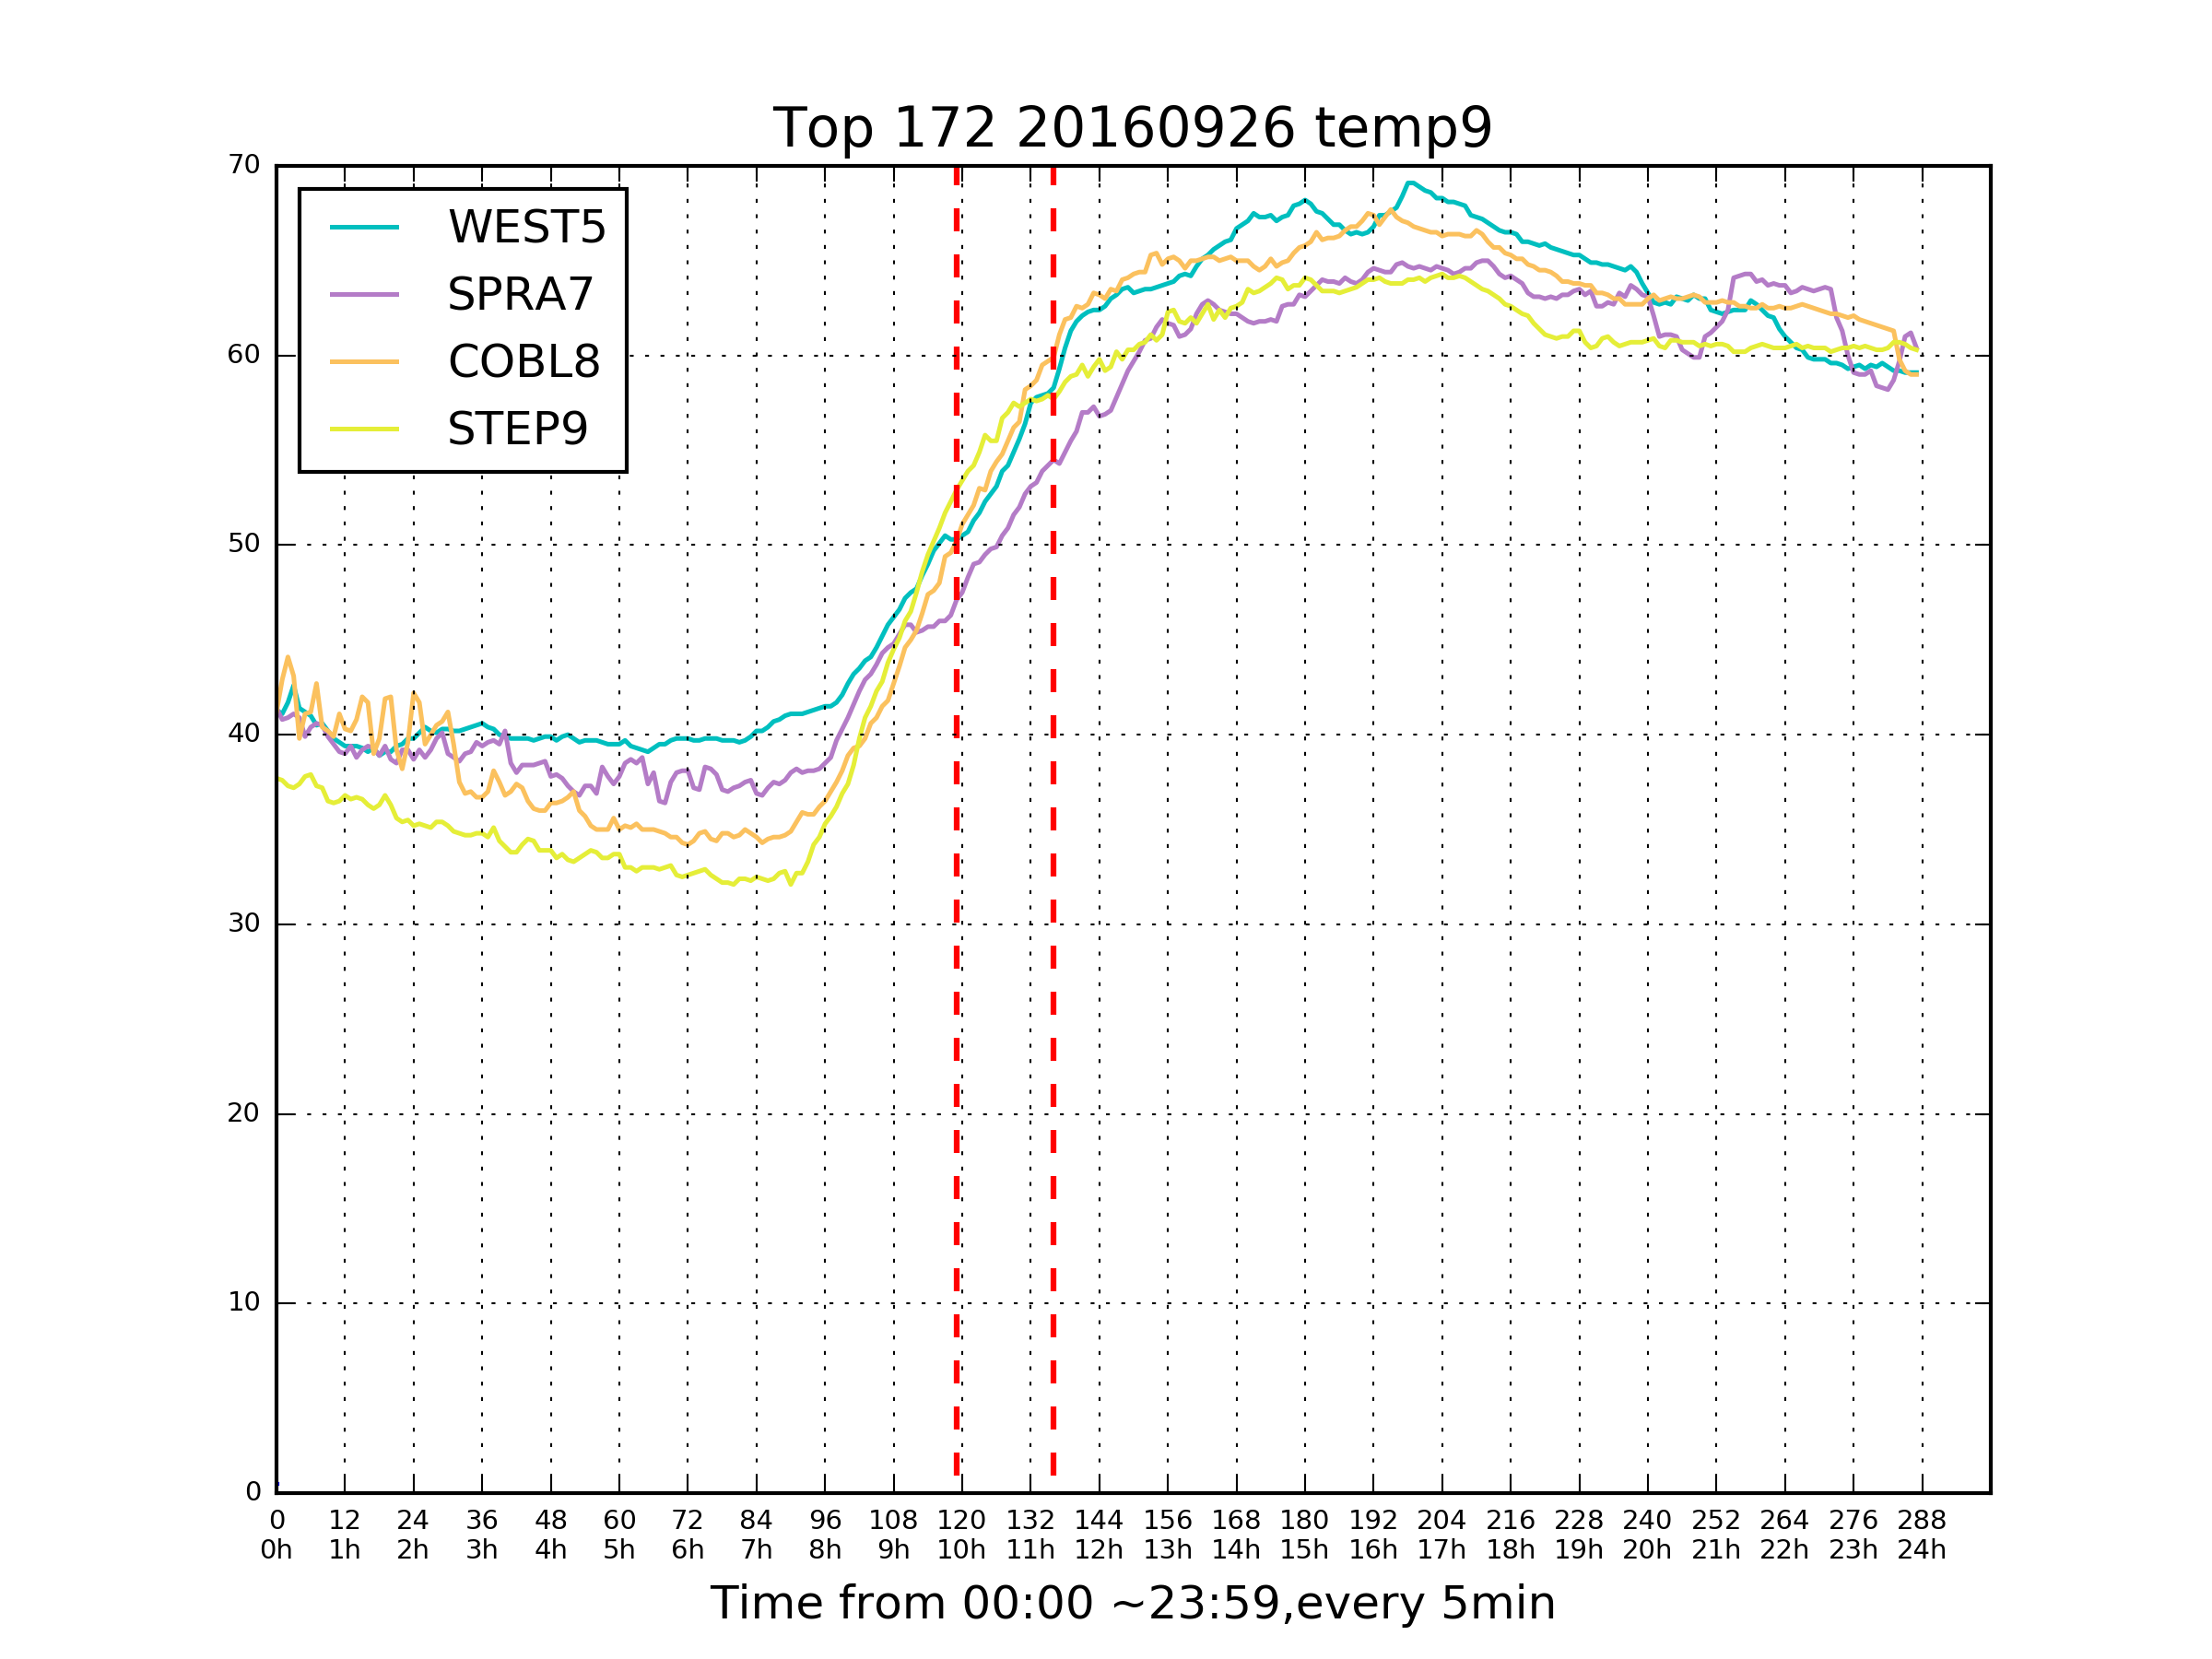 Top 172 20160926 temp9
70
60
50
40
30
20
10
0
WEST5
SPRA7
COBL8
STEP9
0 12 24 36 48 60 72 84 96 108 120 132 144 156 168 180 192 204 216 228 240 252 264 276 288
0h 1h 2h 3h 4h 5h 6h 7h 8h 9h 10h 11h 12h 13h 14h 15h 16h 17h 18h 19h 20h 21h 22h 23h 24h
Time from 00:00 ~23:59,every 5min